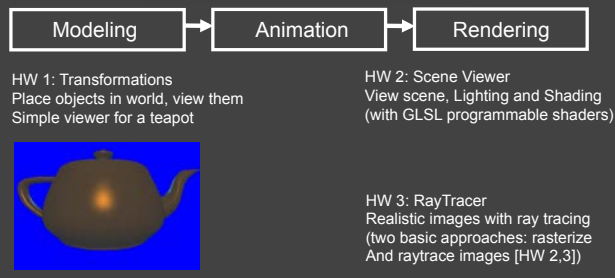 Modeling
Animation
Rendering
HW 1: Transformations
Place objects in world, view them
Simple viewer for a teapot
HW 2: Scene Viewer
View scene, Lighting and Shading
(with GLSL programmable shaders)
HW 3: RayTracer
Realistic images with ray tracing
(two basic approaches: rasterize
And raytrace images [HW 2,3])